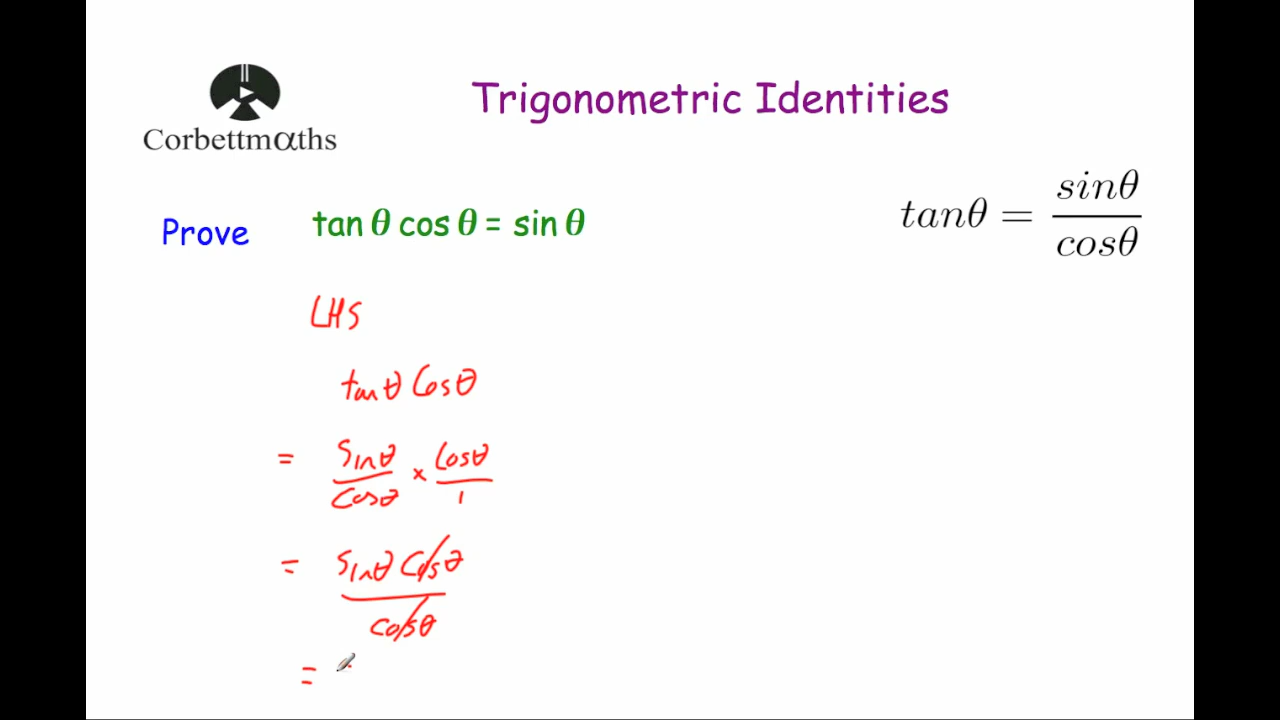 Corbettmαths
Trigonometric Identities
Prove tan θ cos θ = sin θ
tanθ = sinθ/cosθ
LHS
tanθ Cosθ
= Sinθ/Cosθ × Cosθ/1
= Sinθ Cosθ/cosθ
=